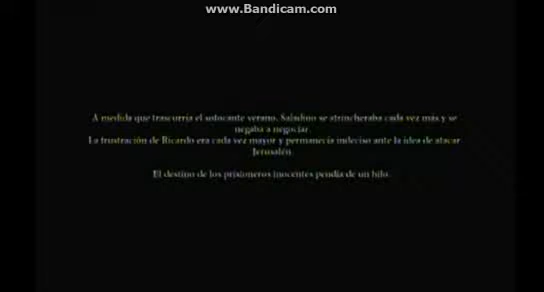 www.Bandicam.com
A medida que trascurría el sofocante verano, Saladino se atrincheraba cada vez más y se
negaba a negociar.
La frustración de Ricardo era cada vez mayor y permanecía indeciso ante la idea de atacar
Jerusalén.
El destino de los prisioneros inocentes pendía de un hilo.